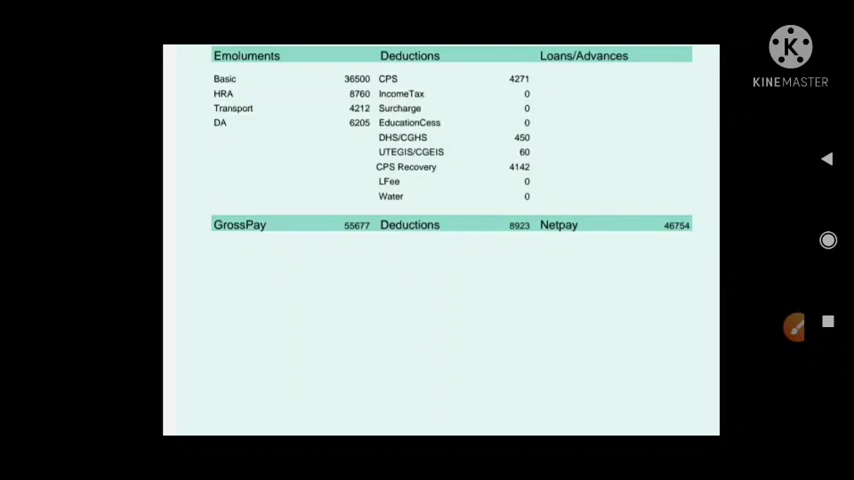 Emoluments Deductions Loans/Advances
Basic 36500 CPS 4271
HRA 8760 IncomeTax 0
Transport 4212 Surcharge 0
DA 6205 EducationCess 0
DHS/CGHS 450
UTEGIS/CGEIS 60
CPS Recovery 4142
LFee 0
Water 0
GrossPay 55677 Deductions 8923 Netpay 46754
K
KINEMASTER